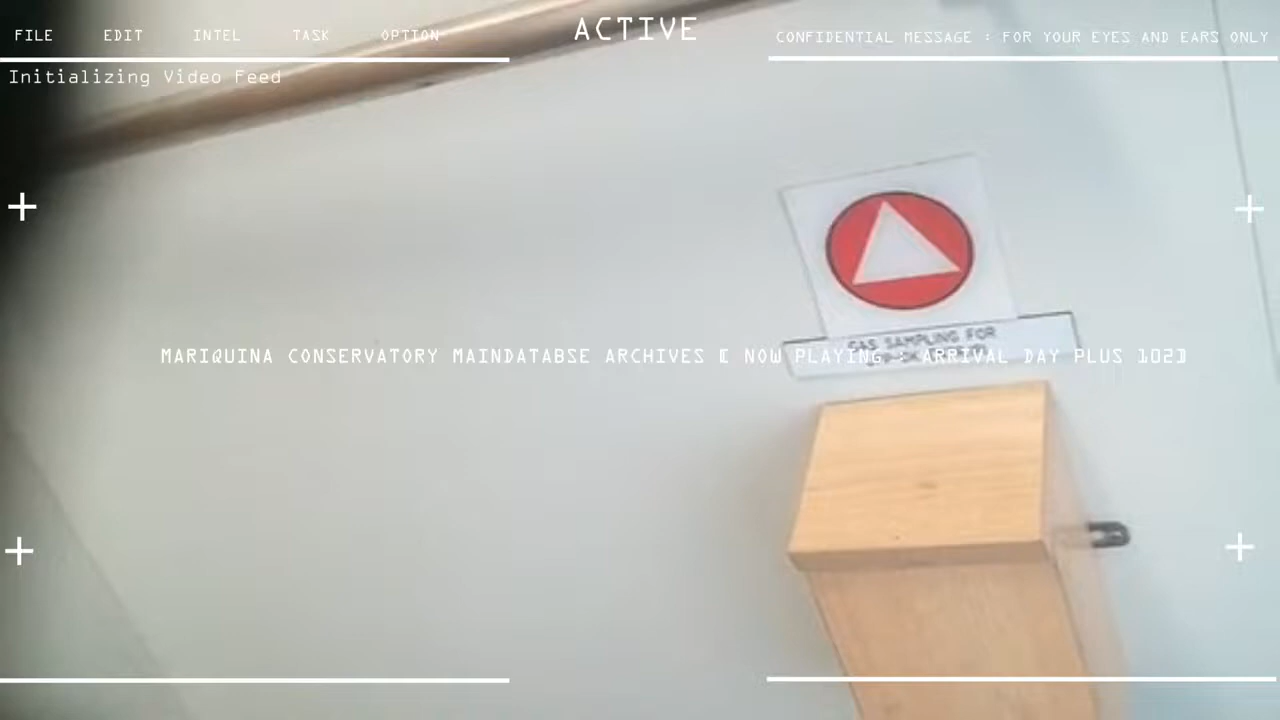 FILE EDIT INTEL TASK OPTION
ACTIVE
CONFIDENTIAL MESSAGE : FOR YOUR EYES AND EARS ONLY
Initializing Video Feed
GAS SAMPLING FOR
MARIQUINA CONSERVATORY MAINDATABSE ARCHIVES [ NOW PLAYING : ARRIVAL DAY PLUS 102]